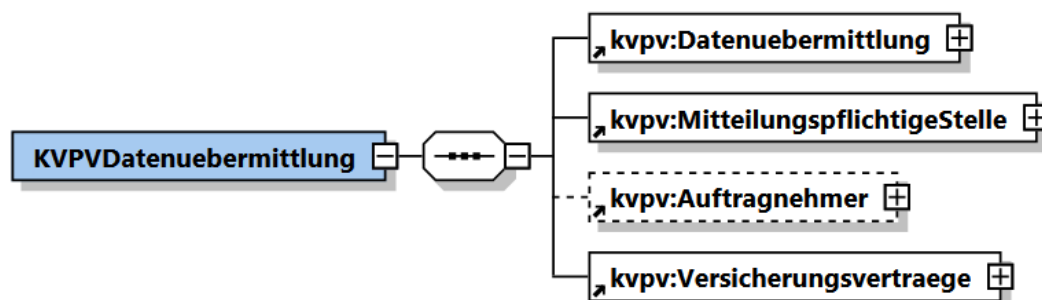 kvpv:Datenuebermittlung
kvpv:MitteilungspflichtigeStelle
KVPVDatenuebermittlung
kvpv:Auftragnehmer
kvpv:Versicherungsvertraege